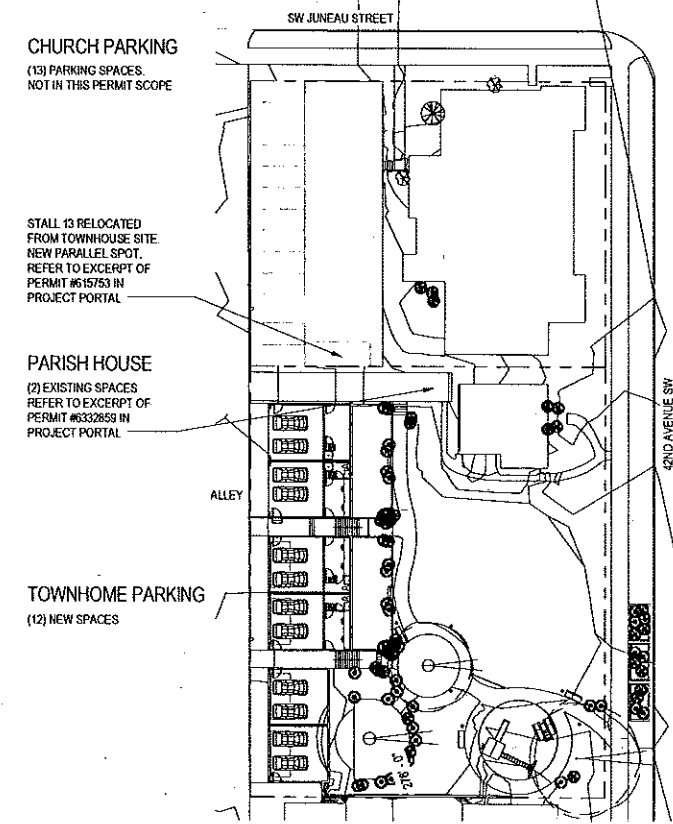 SW JUNEAU STREET
CHURCH PARKING
(13) PARKING SPACES.
NOT IN THIS PERMIT SCOPE
STALL 13 RELOCATED
FROM TOWNHOUSE SITE.
NEW PARALLEL SPOT,
REFER TO EXCERPT OF
PERMIT #615753 IN
PROJECT PORTAL
PARISH HOUSE
(2) EXISTING SPACES
REFER TO EXCERPT OF
PERMIT #6332859 IN
PROJECT PORTAL
42ND AVENUE SW
ALLEY
TOWNHOME PARKING
(12) NEW SPACES